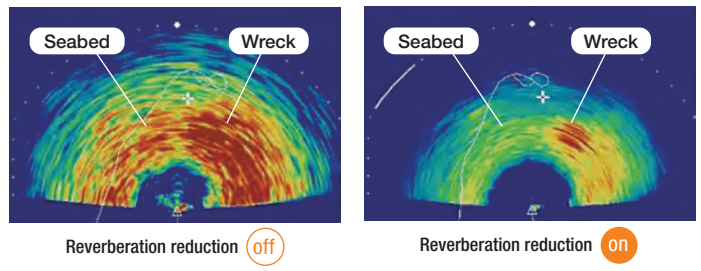 Seabed Wreck
Reverberation reduction off
Seabed Wreck
Reverberation reduction on